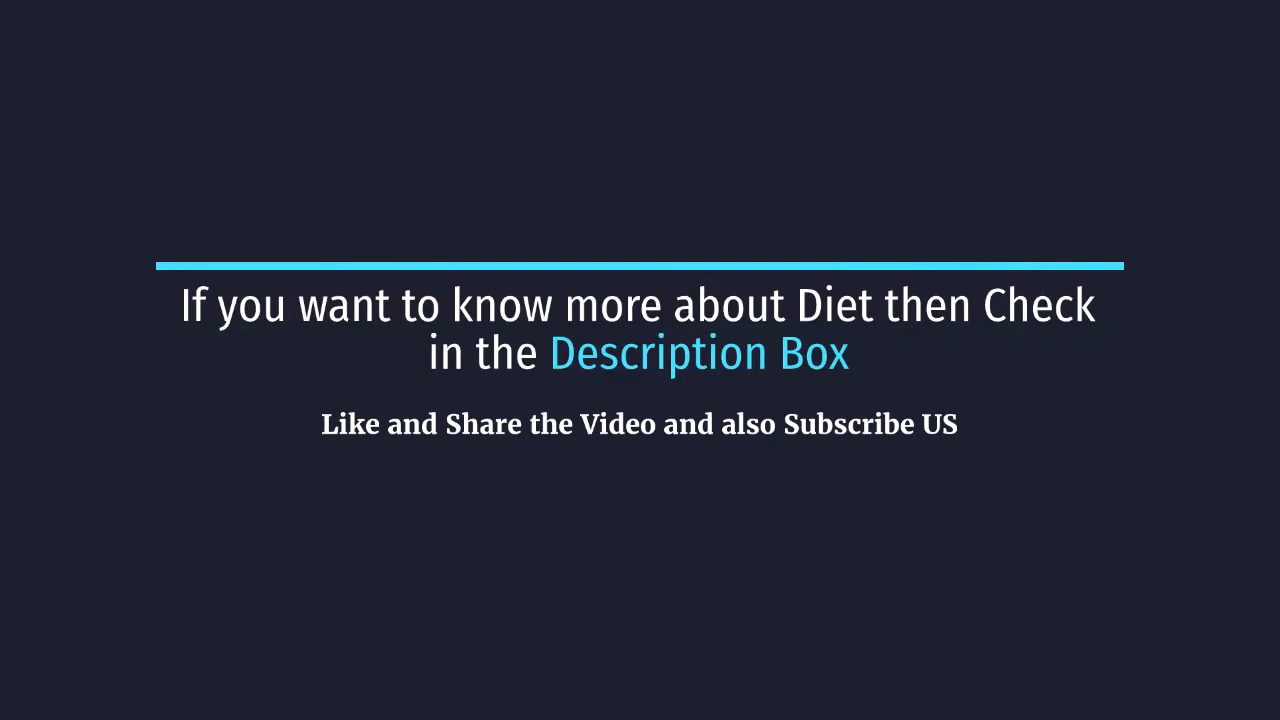 If you want to know more about Diet then Check
in the Description Box
Like and Share the Video and also Subscribe US